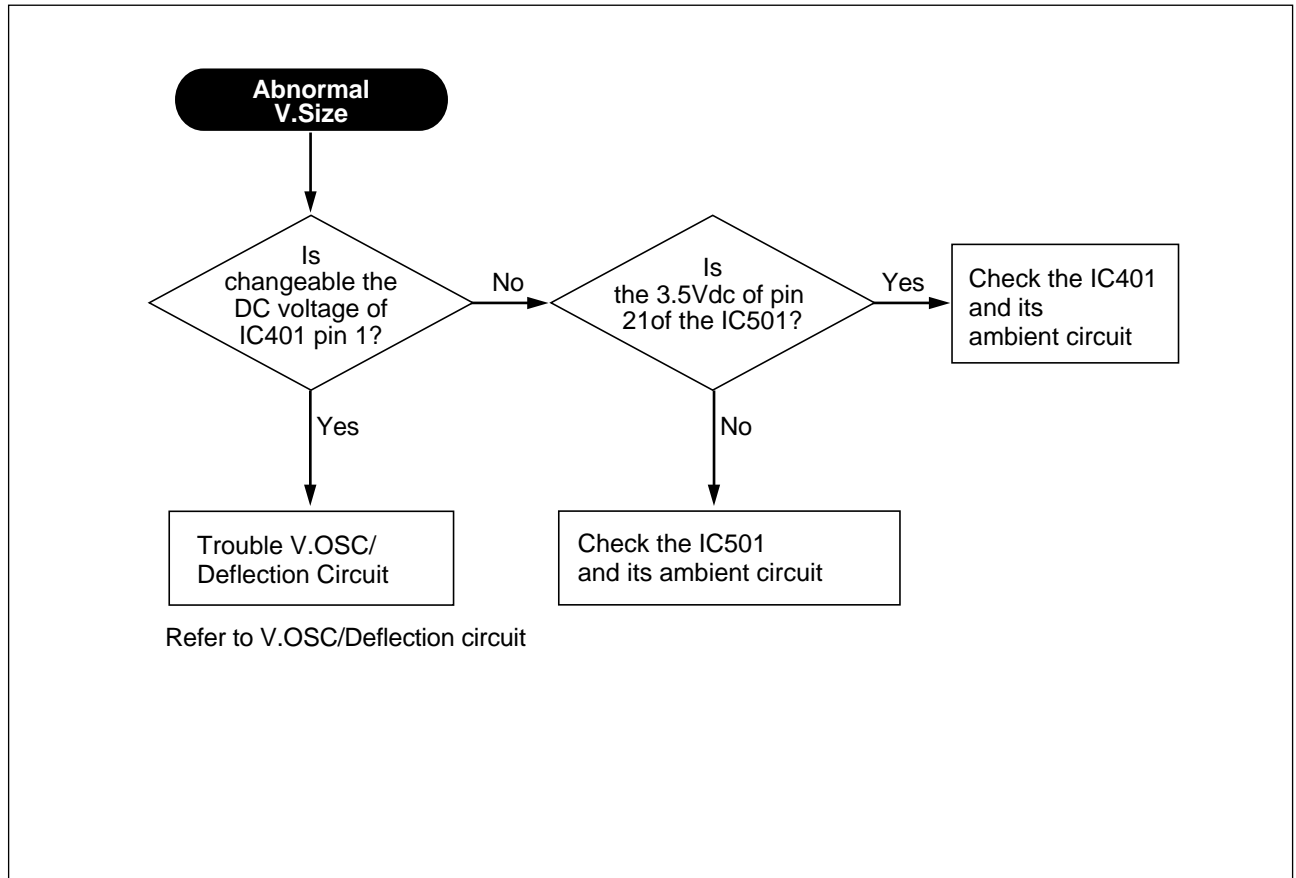 Abnormal
V.Size
Is
changeable the
DC voltage of
IC401 pin 1?
No
Is
the 3.5Vdc of pin
21of the IC501?
Yes
Check the IC401
and its
ambient circuit
Yes
No
Trouble V.OSC/
Deflection Circuit
Check the IC501
and its ambient circuit
Refer to V.OSC/Deflection circuit